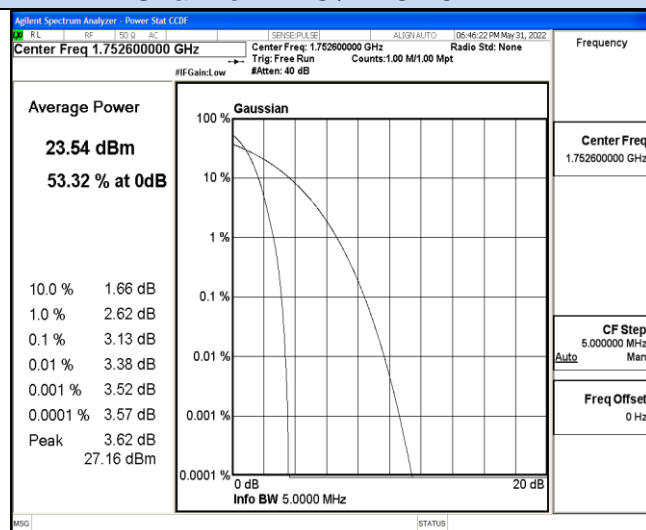 Agilent Spectrum Analyzer - Power Stat CCDF
RL RF 50 Ω AC SENSE:PULSE ALIGN AUTO 06:46:22 PM May 31, 2022
Center Freq 1.752600000 GHz
Center Freq: 1.752600000 GHz Radio Std: None
Trig: Free Run Counts:1.00 M/1.00 Mpt
#IFGain:Low #Atten: 40 dB
Frequency
Average Power
23.54 dBm
53.32 % at 0dB
10.0 % 1.66 dB
1.0 % 2.62 dB
0.1 % 3.13 dB
0.01 % 3.38 dB
0.001 % 3.52 dB
0.0001 % 3.57 dB
Peak 3.62 dB
27.16 dBm
Gaussian
100 %
10 %
1 %
0.1 %
0.01 %
0.001 %
0.0001 %
0 dB 20 dB
Info BW 5.0000 MHz
Center Freq
1.752600000 GHz
CF Step
5.000000 MHz
Auto Man
Freq Offset
0 Hz
MSG STATUS